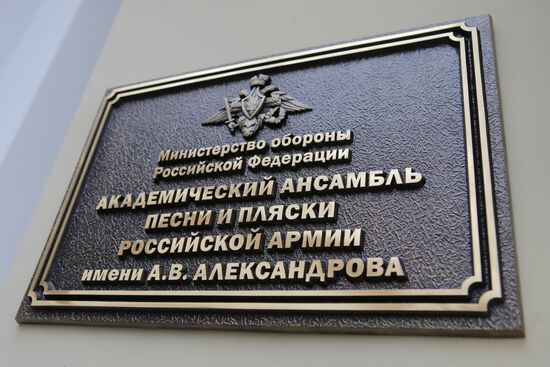 Министерство обороны
Российской Федерации
АКАДЕМИЧЕСКИЙ АНСАМБЛЬ
ПЕСНИ И ПЛЯСКИ
РОССИЙСКОЙ АРМИИ
имени А.В. АЛЕКСАНДРОВА